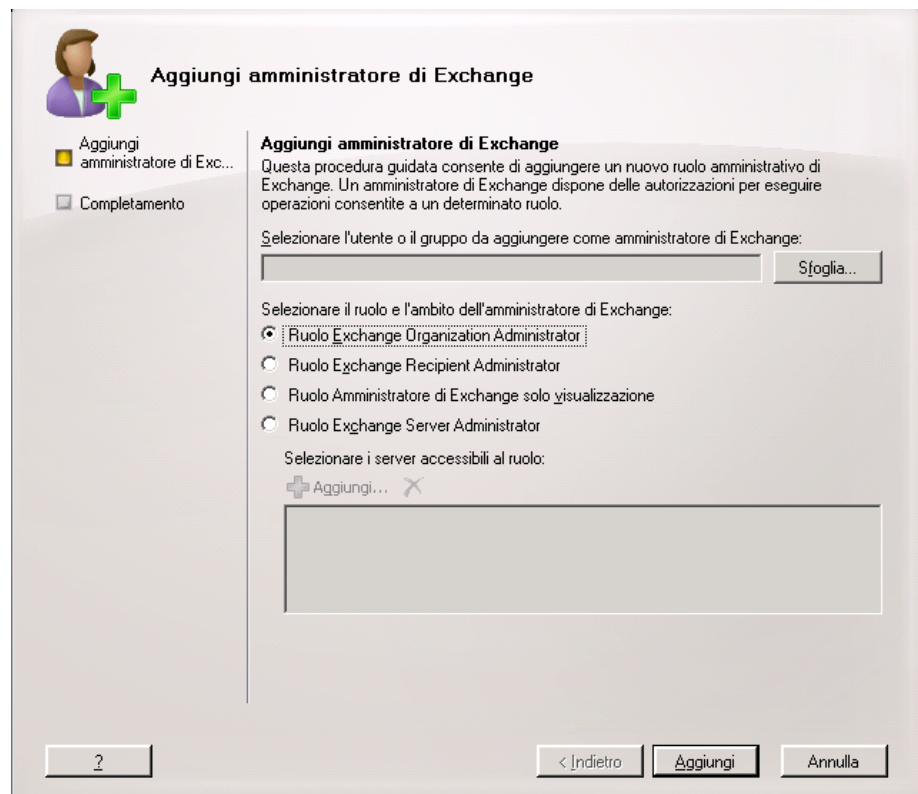 Aggiungi amministratore di Exchange
Aggiungi
amministratore di Exc...
Completamento
Aggiungi amministratore di Exchange
Questa procedura guidata consente di aggiungere un nuovo ruolo amministrativo di
Exchange. Un amministratore di Exchange dispone delle autorizzazioni per eseguire
operazioni consentite a un determinato ruolo.
Selezionare l'utente o il gruppo da aggiungere come amministratore di Exchange:
Sfoglia...
Selezionare il ruolo e l'ambito dell'amministratore di Exchange:
Ruolo Exchange Organization Administrator
Ruolo Exchange Recipient Administrator
Ruolo Amministratore di Exchange solo visualizzazione
Ruolo Exchange Server Administrator
Selezionare i server accessibili al ruolo:
Aggiungi...
?
< Indietro
Aggiungi
Annulla